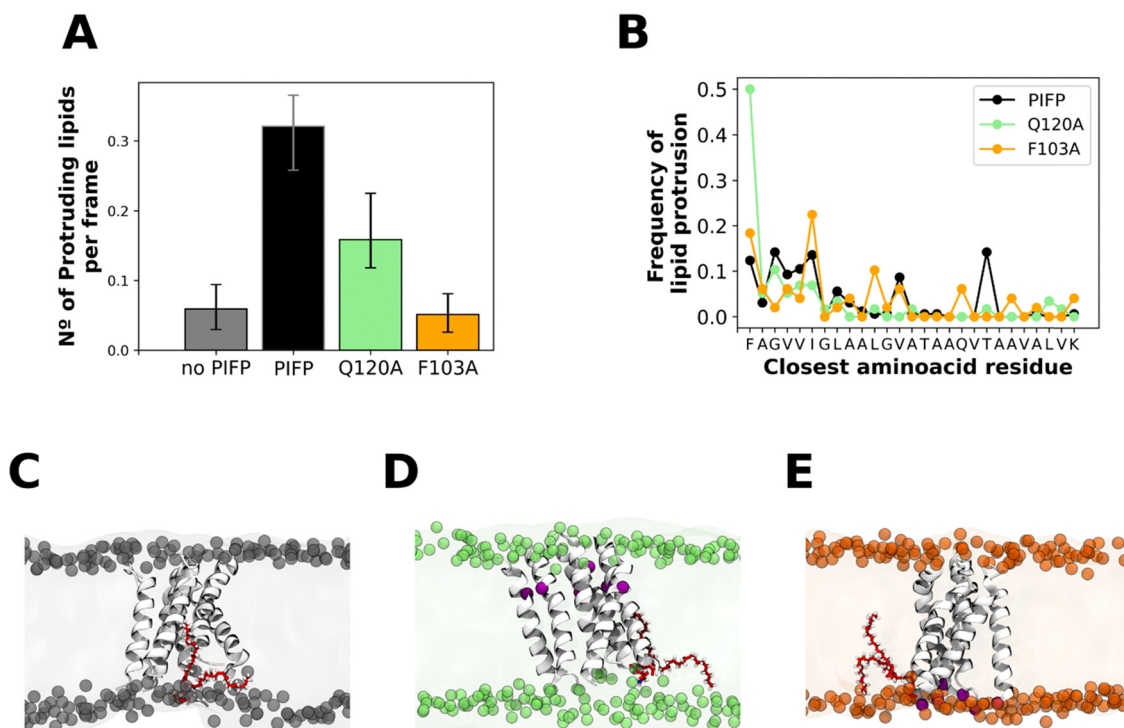 A
Nº of Protruding lipids
per frame
0.3
0.2
0.1
0.0
no PIFP PIFP Q120A F103A
B
Frequency of
lipid protrusion
0.5
0.4
0.3
0.2
0.1
0.0
PIFP
Q120A
F103A
F A G V V I G L A A L G V A T A A Q V T A A V A L V K
Closest aminoacid residue
C
D
E